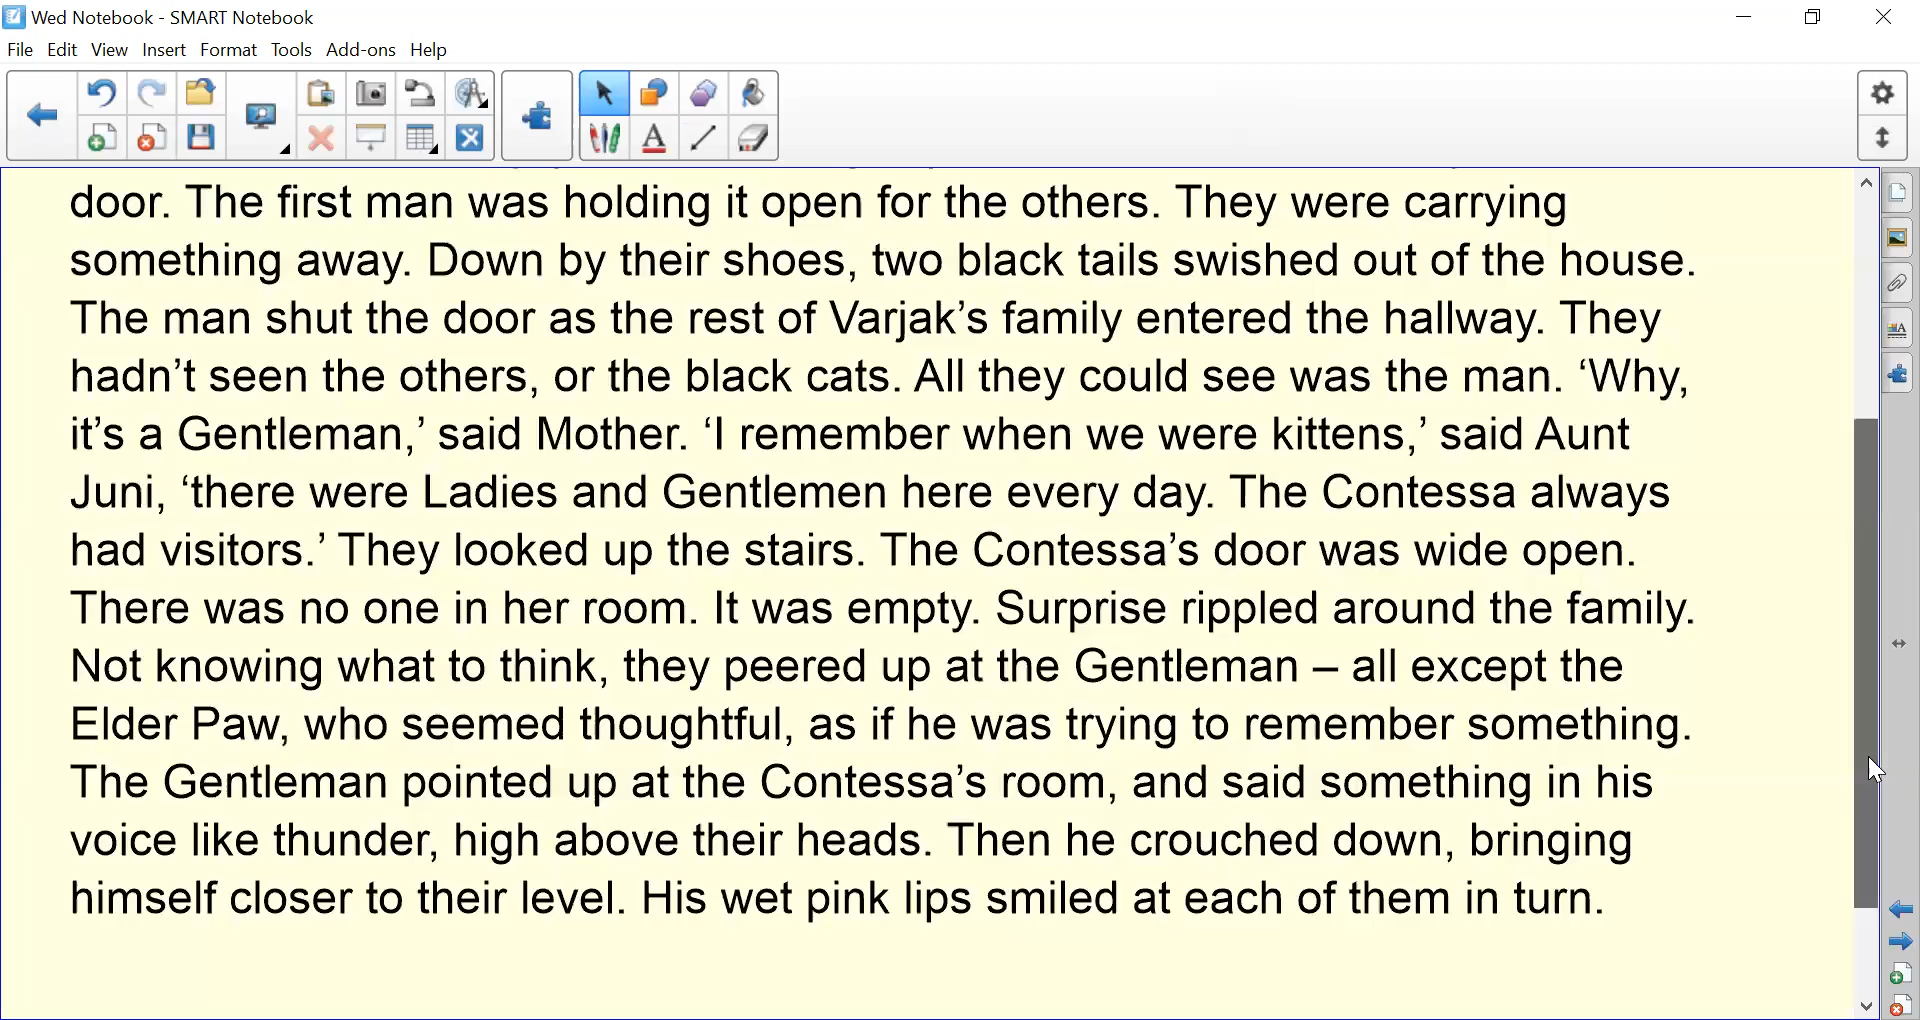 Wed Notebook - SMART Notebook
File Edit View Insert Format Tools Add-ons Help
door. The first man was holding it open for the others. They were carrying
something away. Down by their shoes, two black tails swished out of the house.
The man shut the door as the rest of Varjak’s family entered the hallway. They
hadn’t seen the others, or the black cats. All they could see was the man. ‘Why,
it’s a Gentleman,’ said Mother. ‘I remember when we were kittens,’ said Aunt
Juni, ‘there were Ladies and Gentlemen here every day. The Contessa always
had visitors.’ They looked up the stairs. The Contessa’s door was wide open.
There was no one in her room. It was empty. Surprise rippled around the family.
Not knowing what to think, they peered up at the Gentleman – all except the
Elder Paw, who seemed thoughtful, as if he was trying to remember something.
The Gentleman pointed up at the Contessa’s room, and said something in his
voice like thunder, high above their heads. Then he crouched down, bringing
himself closer to their level. His wet pink lips smiled at each of them in turn.